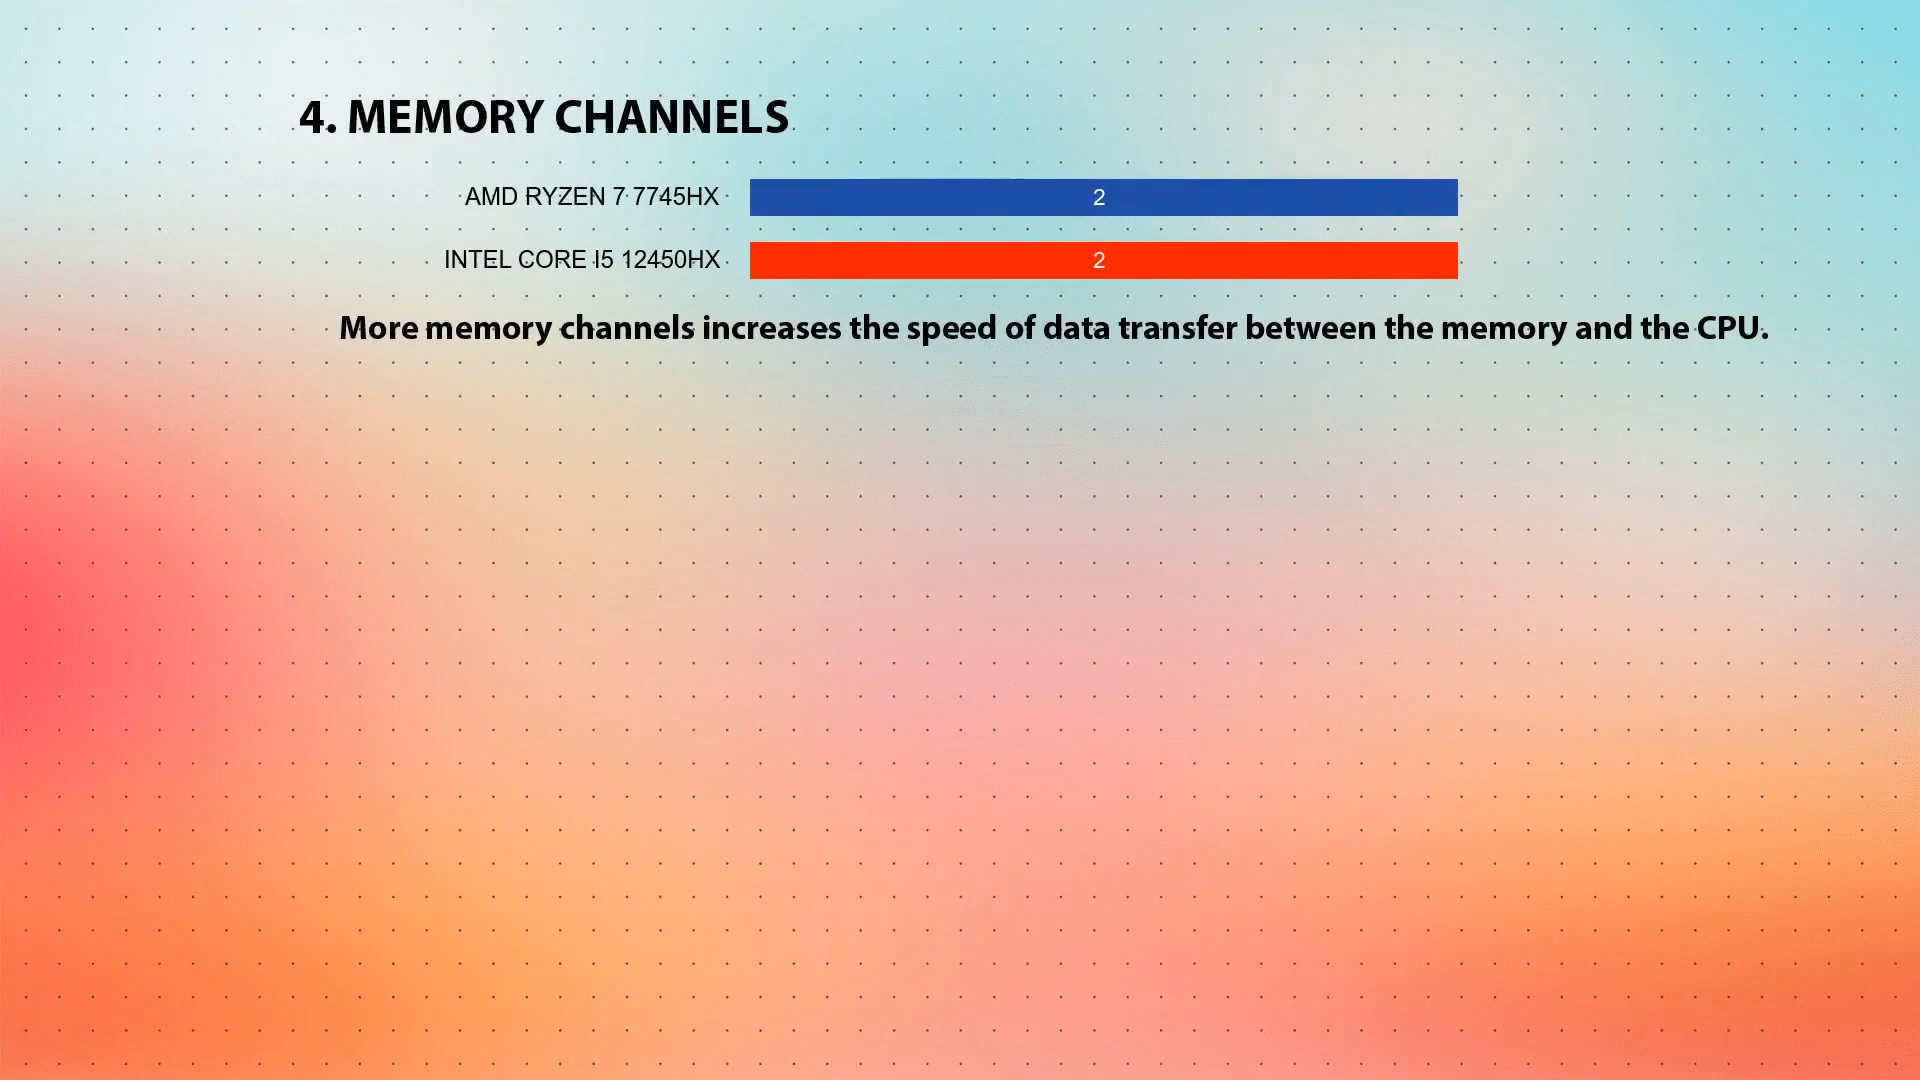 4. MEMORY CHANNELS
AMD RYZEN 7 7745HX 2
INTEL CORE I5 12450HX 2
More memory channels increases the speed of data transfer between the memory and the CPU.